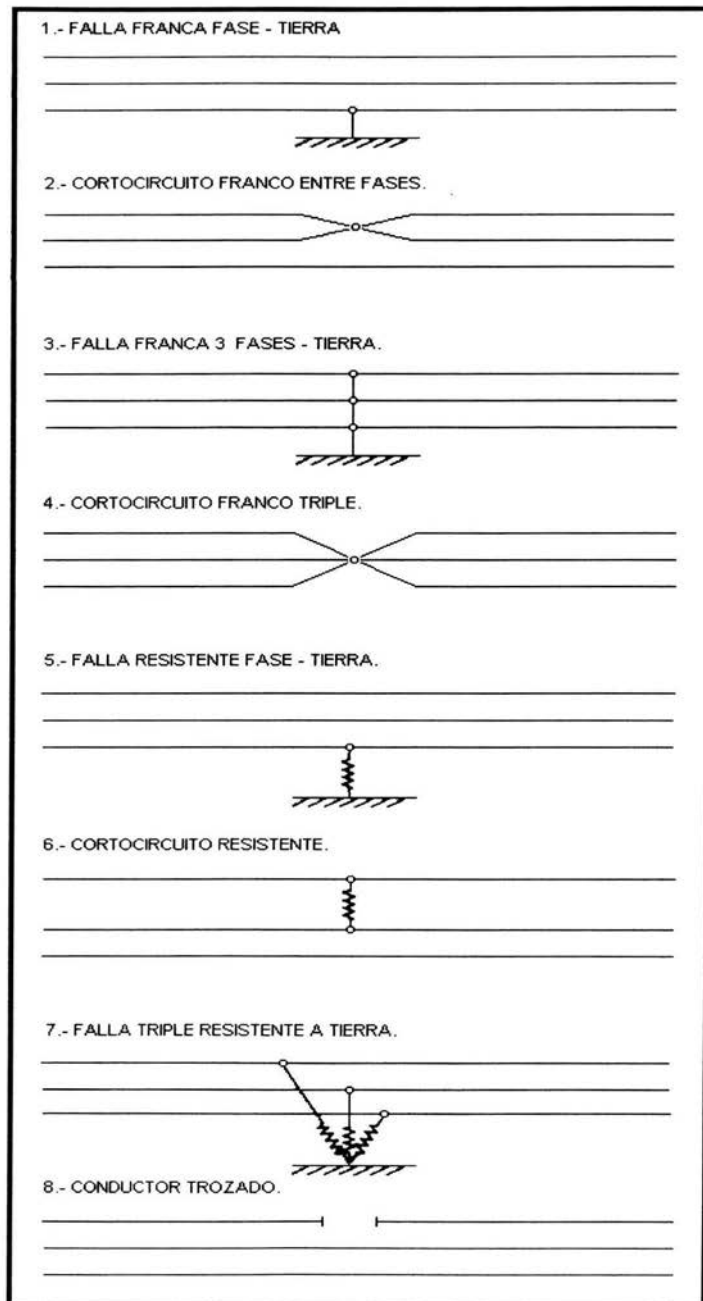 1.- FALLA FRANCA FASE - TIERRA
2.- CORTOCIRCUITO FRANCO ENTRE FASES.
3.- FALLA FRANCA 3 FASES - TIERRA.
4.- CORTOCIRCUITO FRANCO TRIPLE.
5.- FALLA RESISTENTE FASE - TIERRA.
6.- CORTOCIRCUITO RESISTENTE.
7.- FALLA TRIPLE RESISTENTE A TIERRA.
8.- CONDUCTOR TROZADO.